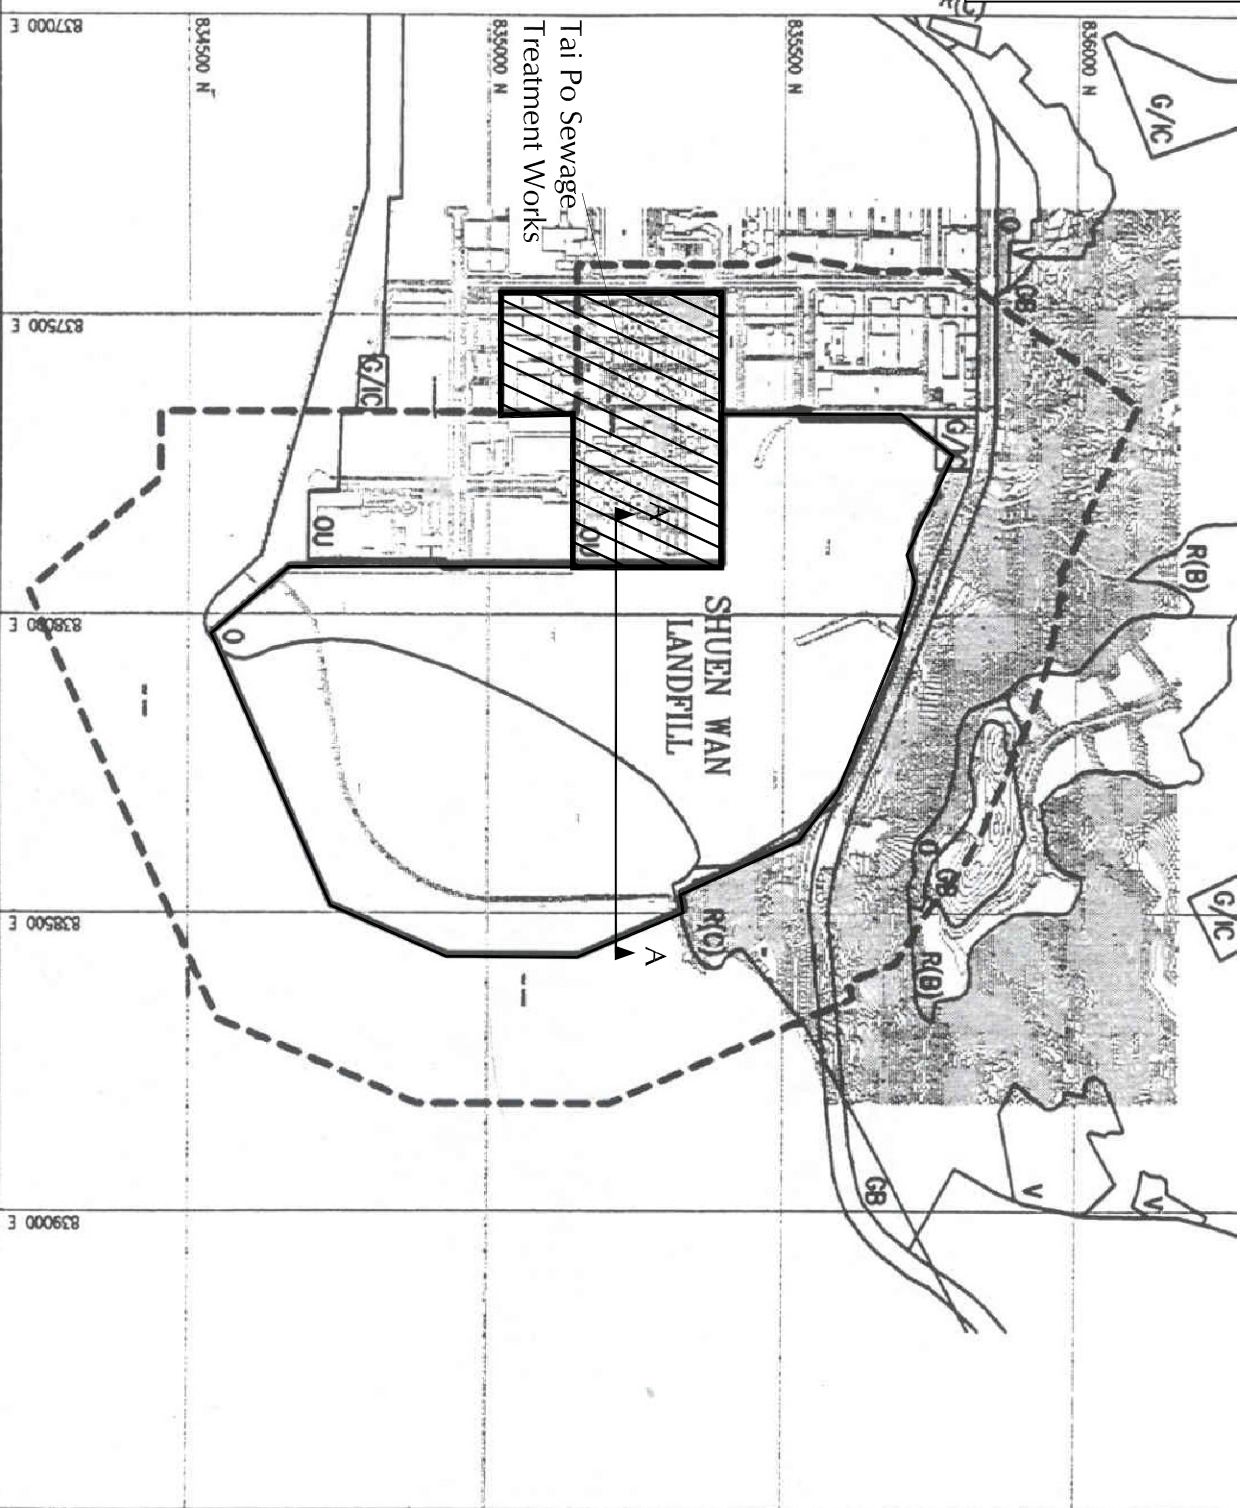 837000 E
834500 N
835000 N
835500 N
836000 N
G/IC
Tai Po Sewage
Treatment Works
O
V
GB
837500 E
G/IC
G/IC
OU
OU
A
R(B)
838000 E
O
SHUEN WAN
LANDFILL
O
GB
G/IC
838500 E
R(C)
A
R(B)
GB
V
V
839000 E